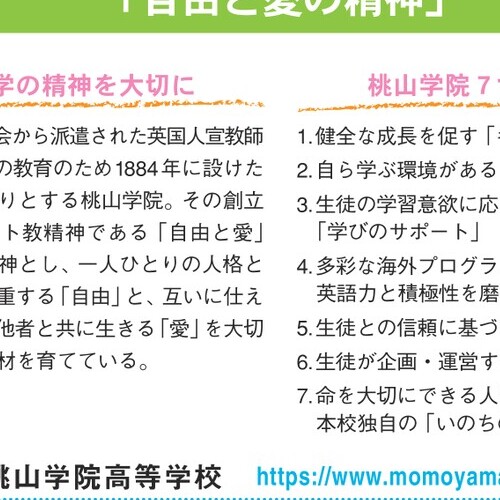 「自由と愛の精神」
学の精神を大切に
会から派遣された英国人宣教師
の教育のため1884年に設けた
りとする桃山学院。その創立
ト教精神である「自由と愛」
神とし、一人ひとりの人格と
重する「自由」と、互いに仕え
他者と共に生きる「愛」を大切
材を育てている。
桃山学院７
1.健全な成長を促す「
2.自ら学ぶ環境がある
3.生徒の学習意欲に応
「学びのサポート」
4.多彩な海外プログラ
英語力と積極性を磨
5.生徒との信頼に基づ
6.生徒が企画・運営す
7.命を大切にできる人
本校独自の「いのち
桃山学院高等学校
https://www.momoyama